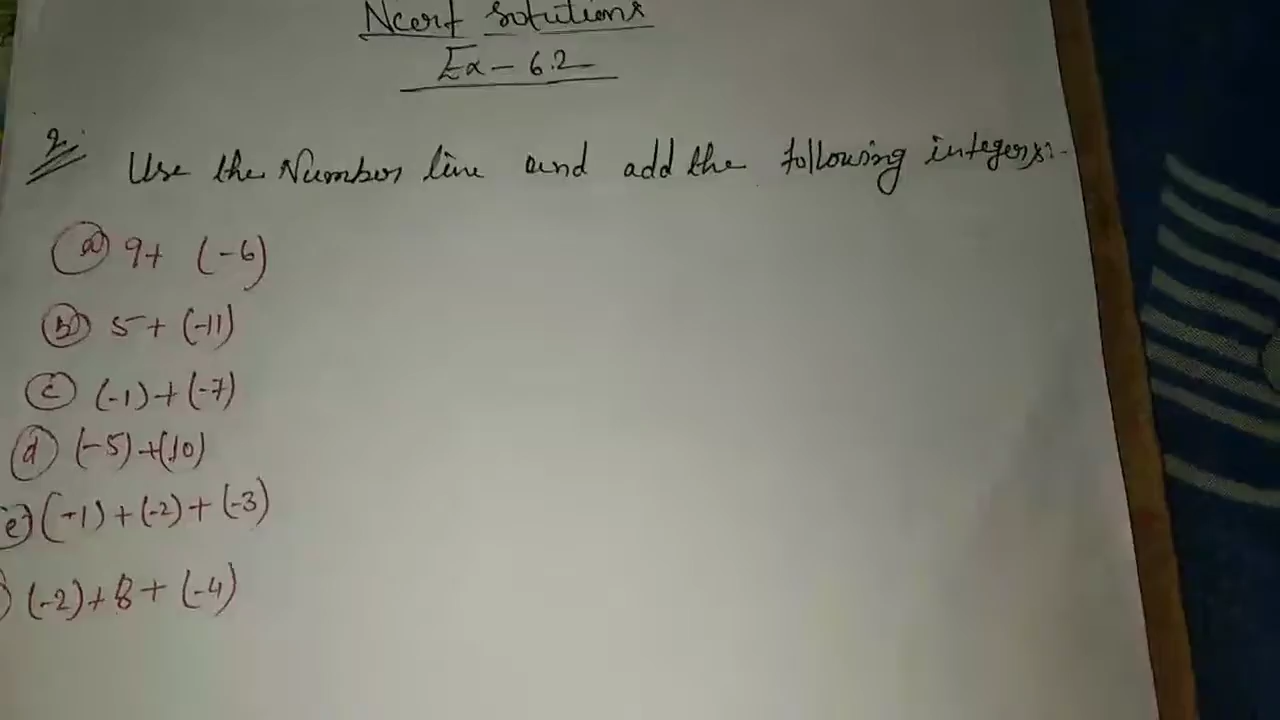 Ncert Solutions
Ex - 6.2
2. Use the Number line and add the following integers:-
(a) 9+ (-6)
(b) 5+ (-11)
(c) (-1)+(-7)
(d) (-5)+(10)
(e) (-1)+(-2)+(-3)
) (-2)+8+(-4)